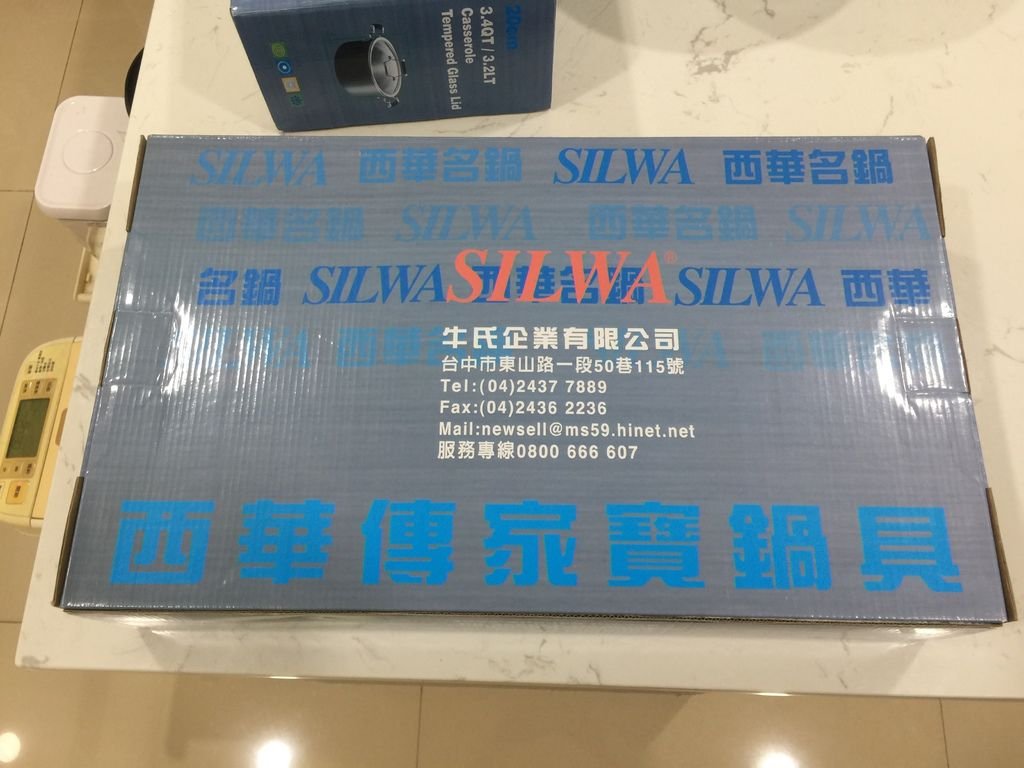 20cm
3.4QT / 3.2LT
Casserole
Tempered Glass Lid
SILWA 西華名鍋 SILWA 西華名鍋
西華名鍋 SILWA 西華名鍋 SILWA
名鍋 SILWA 西華名鍋 SILWA 西華
SILWA®
牛氏企業有限公司
台中市東山路一段50巷115號
Tel:(04)2437 7889
Fax:(04)2436 2236
Mail:newsell@ms59.hinet.net
服務專線0800 666 607
西華傳家寶鍋具